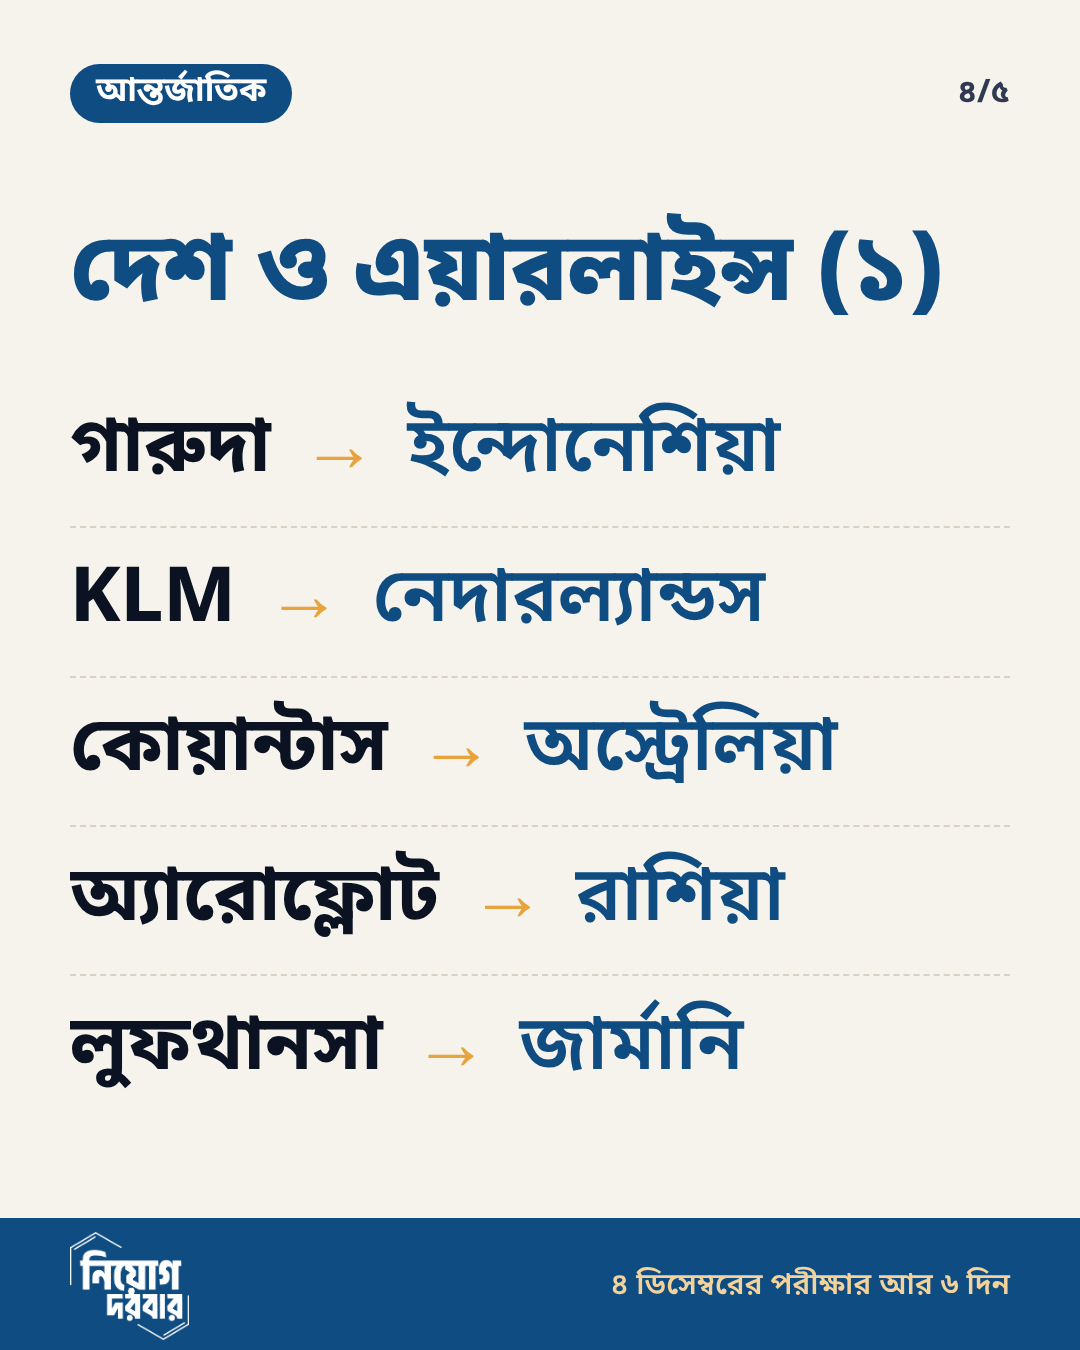 আন্তর্জাতিক
৪/৫
দেশ ও এয়ারলাইন্স (১)
গারুদা → ইন্দোনেশিয়া
KLM → নেদারল্যান্ডস
কোয়ান্টাস → অস্ট্রেলিয়া
অ্যারোফ্লোট → রাশিয়া
লুফথানসা → জার্মানি
নিয়োগ
দরবার
৪ ডিসেম্বরের পরীক্ষার আর ৬ দিন